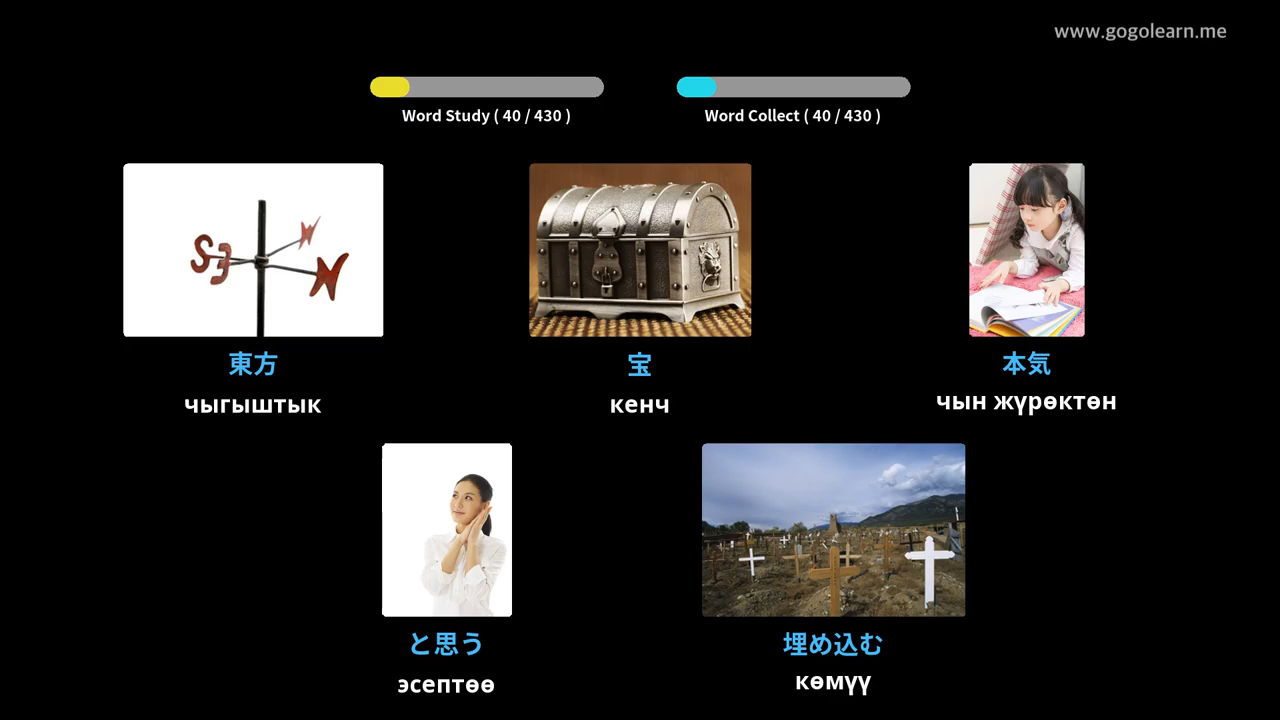 www.gogolearn.me
Word Study ( 40 / 430 )
Word Collect ( 40 / 430 )
S
E
N
東方
宝
本気
чыгыштык
кенч
чын жүрөктөн
と思う
埋め込む
эсептөө
көмүү